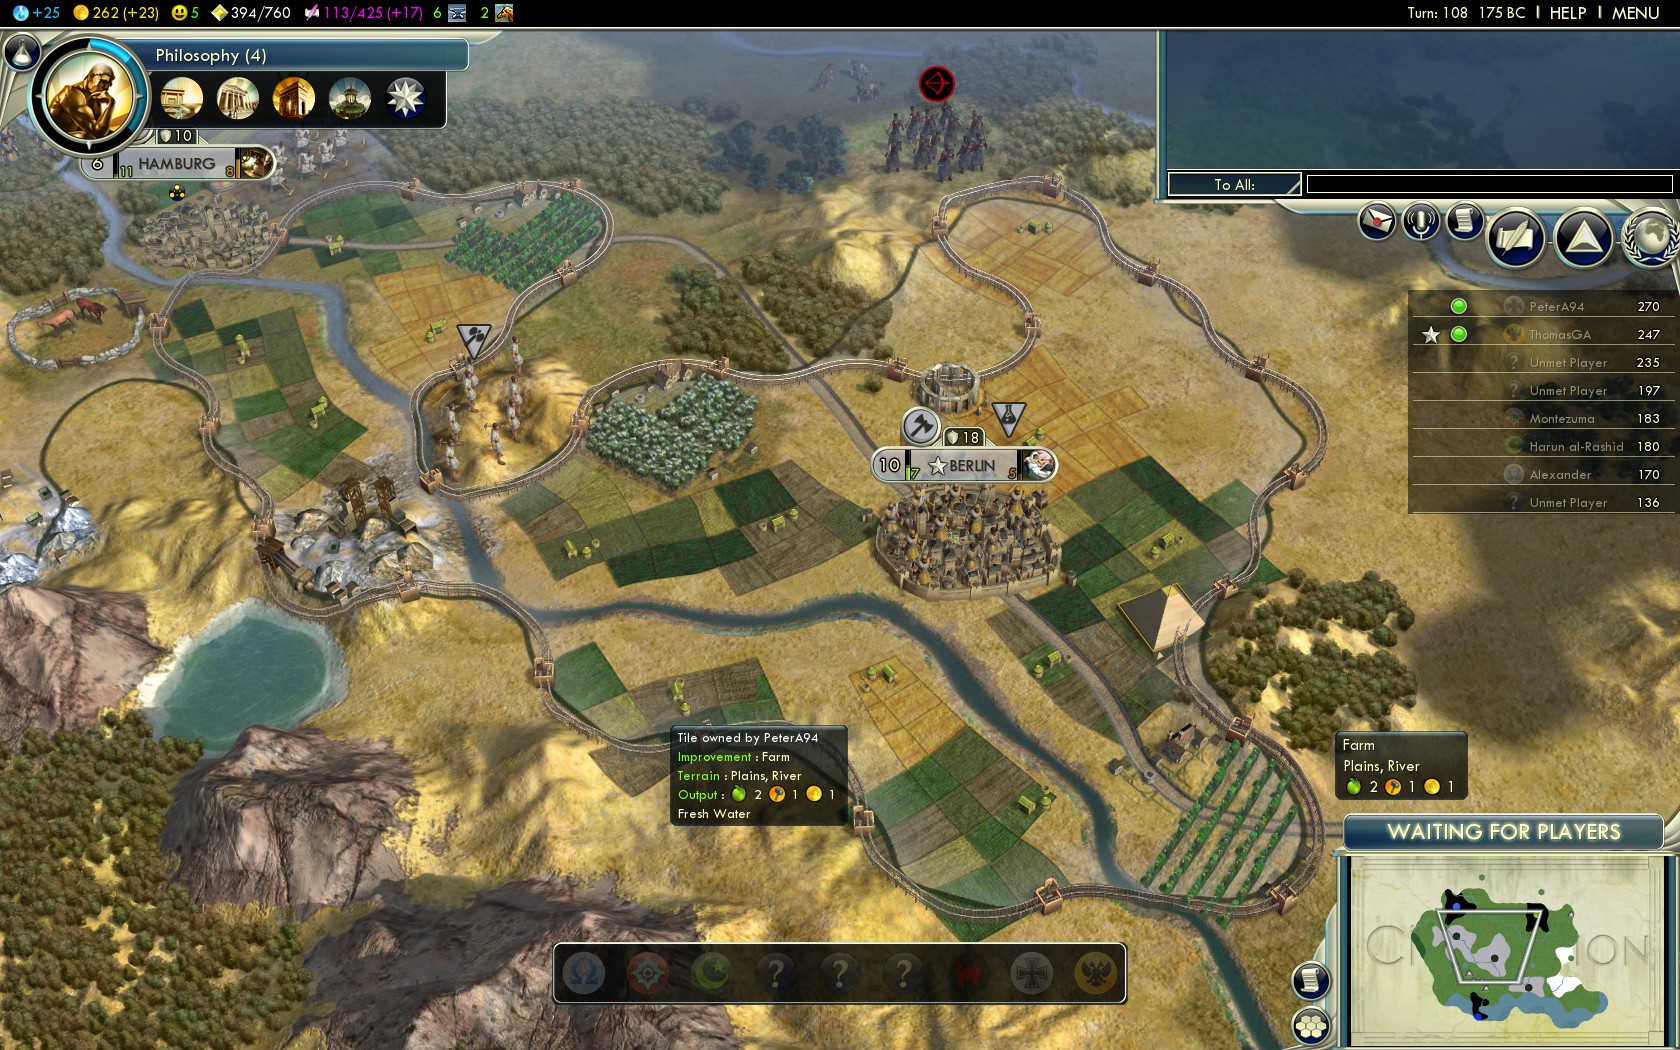 +25 262 (+23) 5 394/760 113/425 (+17) 6 2
Turn: 108 175 BC | HELP | MENU
Philosophy (4)
10
6 11 HAMBURG 8
To All:
PeterA94 270
ThomasGA 247
? Unmet Player 235
? Unmet Player 197
Montezuma 183
Harun al-Rashid 180
Alexander 170
? Unmet Player 136
18
10 7 BERLIN 5
Tile owned by PeterA94
Improvement : Farm
Terrain : Plains, River
Output : 2 1 1
Fresh Water
Farm
Plains, River
2 1 1
WAITING FOR PLAYERS
? ? ?